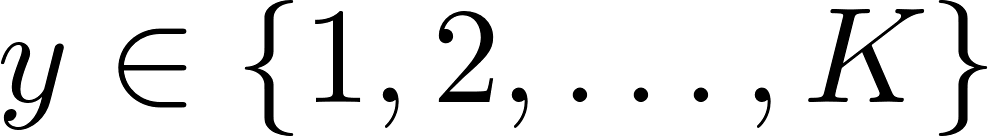 y ∈ {1, 2, . . . , K}